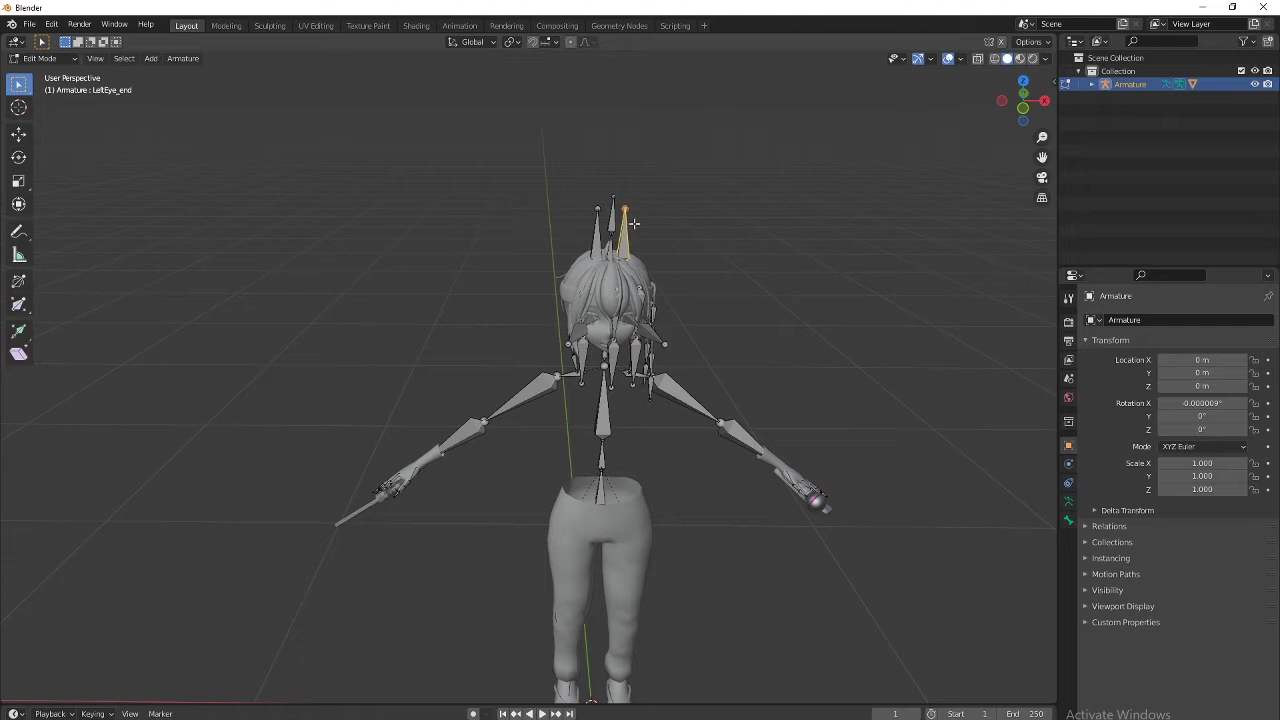 Blender
File Edit Render Window Help Layout Modeling Sculpting UV Editing Texture Paint Shading Animation Rendering Compositing Geometry Nodes Scripting + Scene View Layer
Global Options
Edit Mode View Select Add Armature
User Perspective
(1) Armature : LeftEye_end
Scene Collection
Collection
Armature
Z
X
Armature
Armature
Transform
Location X 0 m
Y 0 m
Z 0 m
Rotation X -0.000009°
Y 0°
Z 0°
Mode XYZ Euler
Scale X 1.000
Y 1.000
Z 1.000
Delta Transform
Relations
Collections
Instancing
Motion Paths
Visibility
Viewport Display
Custom Properties
Playback Keying View Marker 1 Start 1 End 250
Activate Windows